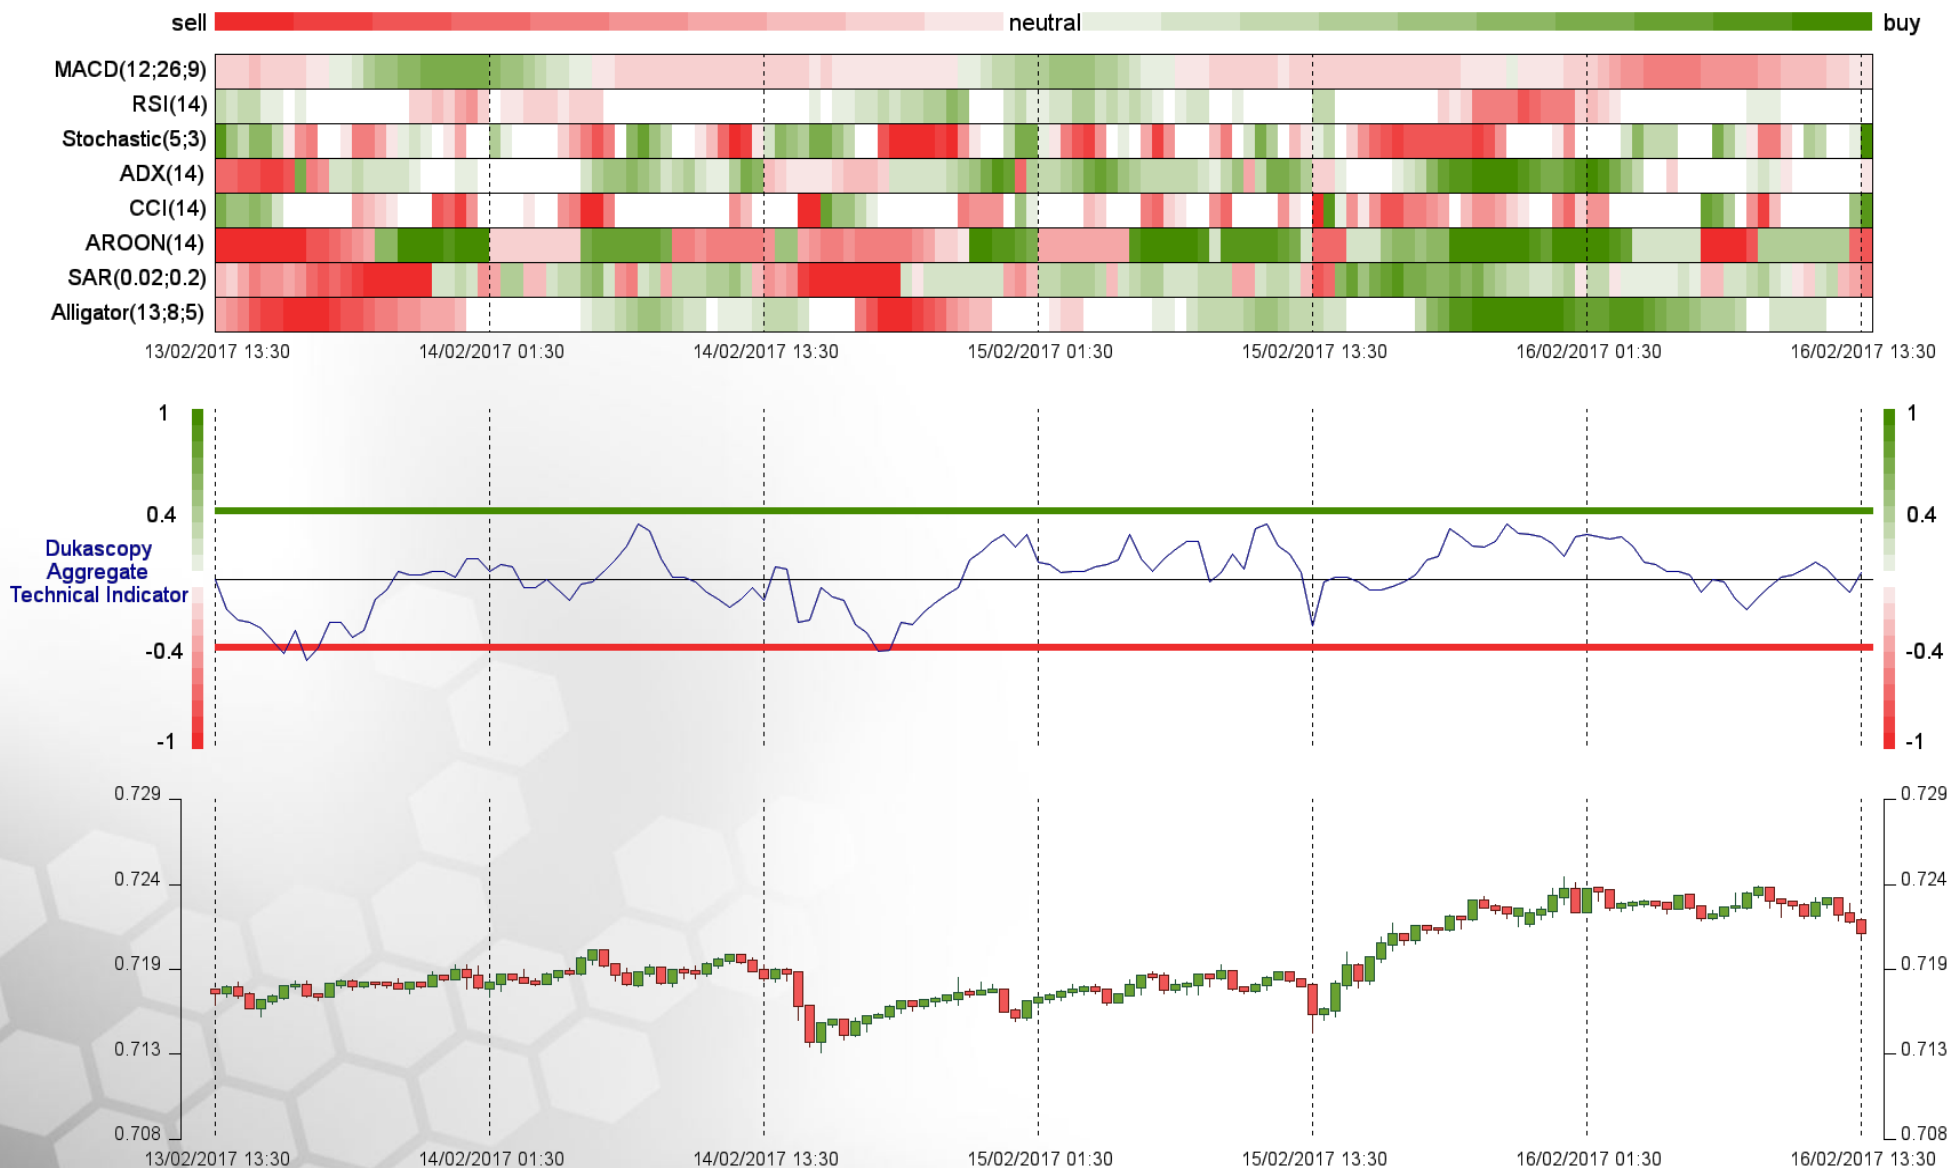 sell neutral buy
MACD(12;26;9)
RSI(14)
Stochastic(5;3)
ADX(14)
CCI(14)
AROON(14)
SAR(0.02;0.2)
Alligator(13;8;5)
13/02/2017 13:30 14/02/2017 01:30 14/02/2017 13:30 15/02/2017 01:30 15/02/2017 13:30 16/02/2017 01:30 16/02/2017 13:30
1 1
0.4 0.4
Dukascopy
Aggregate
Technical Indicator
-0.4 -0.4
-1 -1
0.729 0.729
0.724 0.724
0.719 0.719
0.713 0.713
0.708 0.708
13/02/2017 13:30 14/02/2017 01:30 14/02/2017 13:30 15/02/2017 01:30 15/02/2017 13:30 16/02/2017 01:30 16/02/2017 13:30